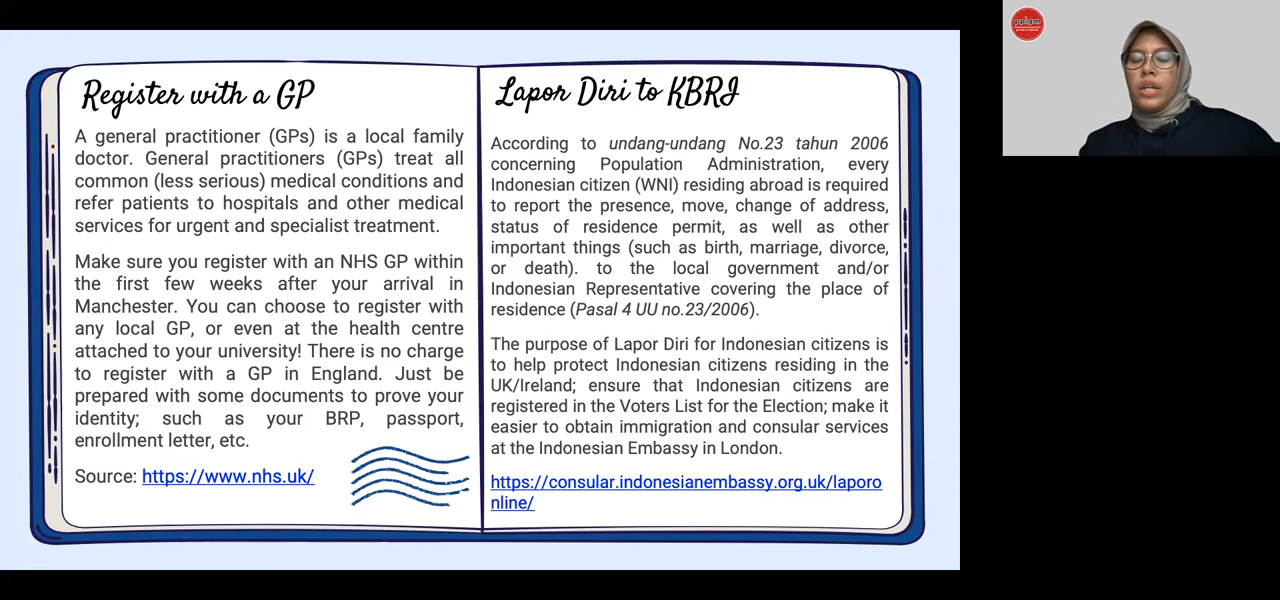 Register with a GP
A general practitioner (GPs) is a local family
doctor. General practitioners (GPs) treat all
common (less serious) medical conditions and
refer patients to hospitals and other medical
services for urgent and specialist treatment.
Make sure you register with an NHS GP within
the first few weeks after your arrival in
Manchester. You can choose to register with
any local GP, or even at the health centre
attached to your university! There is no charge
to register with a GP in England. Just be
prepared with some documents to prove your
identity; such as your BRP, passport,
enrollment letter, etc.
Source: https://www.nhs.uk/
Lapor Diri to KBRI
According to undang-undang No.23 tahun 2006
concerning Population Administration, every
Indonesian citizen (WNI) residing abroad is required
to report the presence, move, change of address,
status of residence permit, as well as other
important things (such as birth, marriage, divorce,
or death). to the local government and/or
Indonesian Representative covering the place of
residence (Pasal 4 UU no.23/2006).
The purpose of Lapor Diri for Indonesian citizens is
to help protect Indonesian citizens residing in the
UK/Ireland; ensure that Indonesian citizens are
registered in the Voters List for the Election; make it
easier to obtain immigration and consular services
at the Indonesian Embassy in London.
https://consular.indonesianembassy.org.uk/laporo
nline/
ppigm